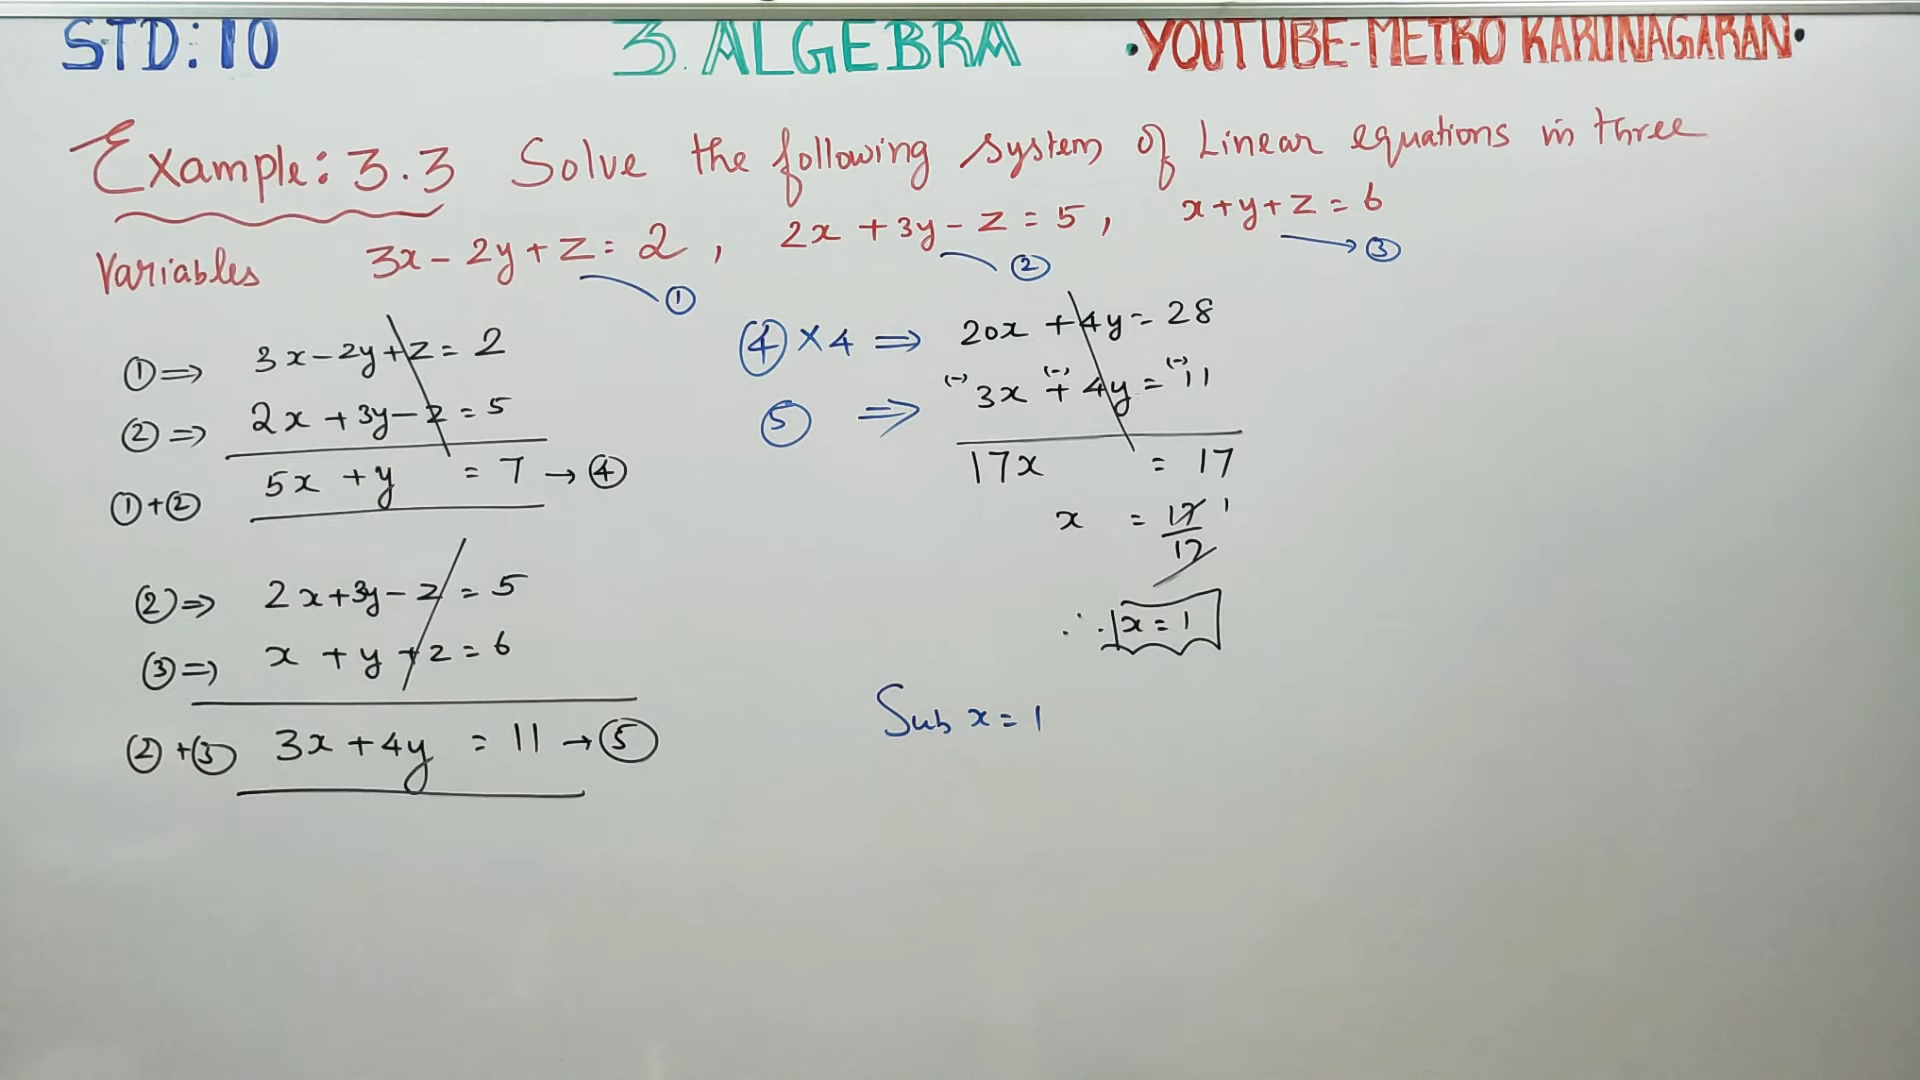 STD: 10
3. ALGEBRA
•YOUTUBE-METRO KARUNAGARAN•
Example: 3.3 Solve the following system of Linear equations in three
Variables 3x - 2y + z = 2, 2x + 3y - z = 5, x + y + z = 6
① ② → ③
① ⇒ 3x - 2y + z = 2
② ⇒ 2x + 3y - z = 5
① + ② 5x + y = 7 → ④
② ⇒ 2x + 3y - z = 5
③ ⇒ x + y + z = 6
② + ③ 3x + 4y = 11 → ⑤
④ × 4 ⇒ 20x + 4y = 28
(-) (-) (-)
⑤ ⇒ 3x + 4y = 11
17x = 17
x = 17 1
17
∴ x = 1
Sub x = 1